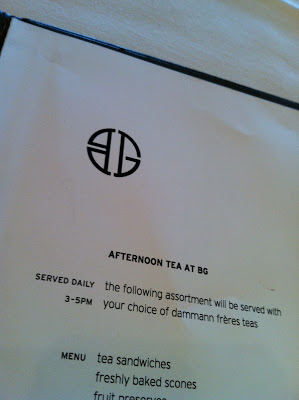 BG
AFTERNOON TEA AT BG
SERVED DAILY the following assortment will be served with
3-5PM your choice of dammann frères teas
MENU tea sandwiches
freshly baked scones
fruit preserves